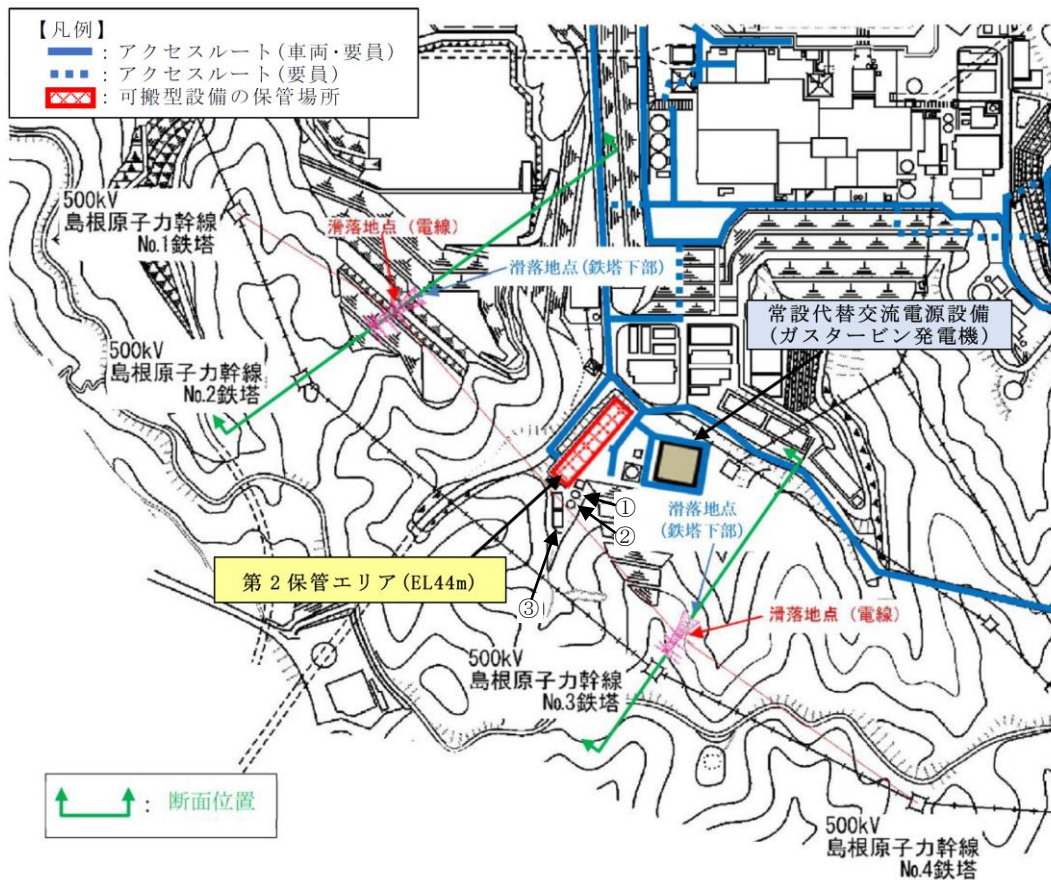 【凡例】
：アクセスルート(車両･要員)
：アクセスルート(要員)
：可搬型設備の保管場所
500kV
島根原子力幹線
No.1鉄塔
滑落地点（電線）
滑落地点(鉄塔下部)
常設代替交流電源設備
(ガスタービン発電機)
500kV
島根原子力幹線
No.2鉄塔
①
②
滑落地点
(鉄塔下部)
第２保管エリア(EL44m)
③
滑落地点（電線）
500kV
島根原子力幹線
No.3鉄塔
：断面位置
500kV
島根原子力幹線
No.4鉄塔